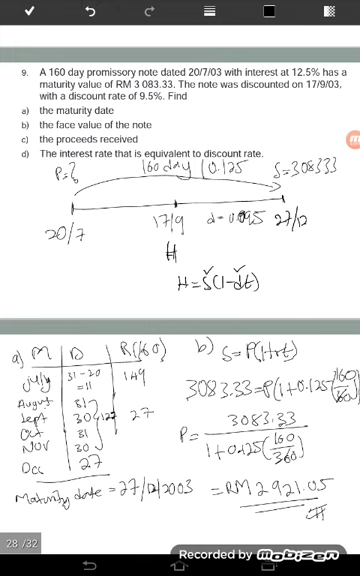 9. A 160 day promissory note dated 20/7/03 with interest at 12.5% has a
maturity value of RM 3 083.33. The note was discounted on 17/9/03,
with a discount rate of 9.5%. Find
a) the maturity date
b) the face value of the note
c) the proceeds received
d) The interest rate that is equivalent to discount rate.
P=? 160 day / 0.125 S=3083.33
20/7 17/9 d=0.095 27/12
H
H=S(1-dt)
a) M D R(160)
July 31-20 =11 149
August 31
Sept 30 122 27
Oct 31
Nov 30
Dec 27
Maturity date = 27/12/2003
b) S=P(1+rt)
3083.33=P(1+0.125(160/360)
P= 3083.33
1+0.125(160/360)
=RM 2921.05
28 / 32
Recorded by Mobizen